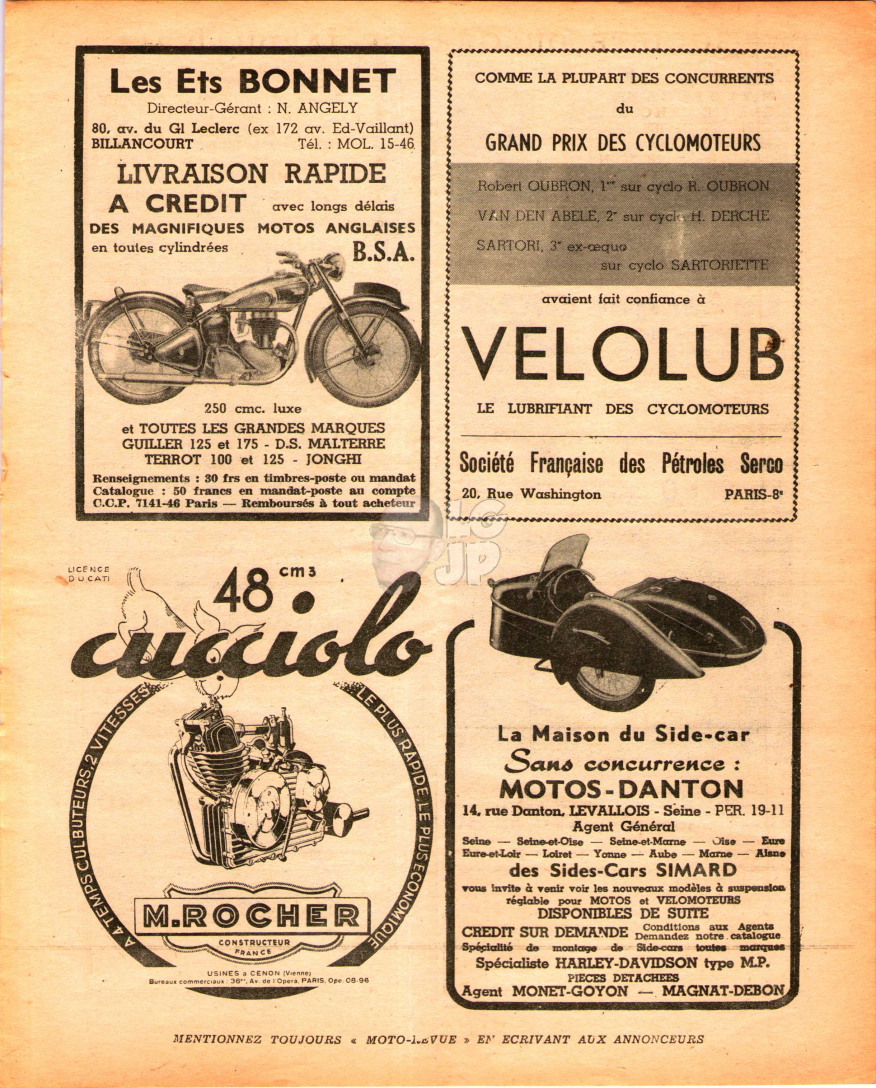 Les Ets BONNET
Directeur-Gérant : N. ANGELY
80, av. du Gl Leclerc (ex 172 av. Ed-Vaillant)
BILLANCOURT Tél. : MOL. 15-46
LIVRAISON RAPIDE
A CREDIT avec longs délais
DES MAGNIFIQUES MOTOS ANGLAISES
en toutes cylindrées B.S.A.
250 cmc. luxe
et TOUTES LES GRANDES MARQUES
GUILLER 125 et 175 - D.S. MALTERRE
TERROT 100 et 125 - JONGHI
Renseignements : 30 frs en timbres-poste ou mandat
Catalogue : 50 francs en mandat-poste au compte
C.C.P. 7141-46 Paris — Remboursés à tout acheteur
COMME LA PLUPART DES CONCURRENTS
du
GRAND PRIX DES CYCLOMOTEURS
Robert OUBRON, 1er sur cyclo R. OUBRON
VAN DEN ABELE, 2e sur cyclo H. DERCHE
SARTORI, 3e ex-æquo
sur cyclo SARTORIETTE
avaient fait confiance à
VELOLUB
LE LUBRIFIANT DES CYCLOMOTEURS
Société Française des Pétroles Serco
20, Rue Washington PARIS-8e
LICENCE
DUCATI
48 cm3
cucciolo
A 4 TEMPS, CULBUTEURS, 2 VITESSES
LE PLUS RAPIDE, LE PLUS ECONOMIQUE
M.ROCHER
CONSTRUCTEUR
FRANCE
USINES à CENON (Vienne)
Bureaux commerciaux : 36bis, Av. de l'Opera, PARIS, Ope. 08-96
JP
La Maison du Side-car
Sans concurrence :
MOTOS-DANTON
14, rue Danton, LEVALLOIS - Seine - PER. 19-11
Agent Général
Seine — Seine-et-Oise — Seine-et-Marne — Oise — Eure
Eure-et-Loir — Loiret — Yonne — Aube — Marne — Aisne
des Sides-Cars SIMARD
vous invite à venir voir les nouveaux modèles à suspension
réglable pour MOTOS et VELOMOTEURS
DISPONIBLES DE SUITE
CREDIT SUR DEMANDE Conditions aux Agents
Demandez notre catalogue
Spécialité de montage de Side-cars toutes marques
Spécialiste HARLEY-DAVIDSON type M.P.
PIECES DETACHEES
Agent MONET-GOYON — MAGNAT-DEBON
MENTIONNEZ TOUJOURS « MOTO-REVUE » EN ECRIVANT AUX ANNONCEURS